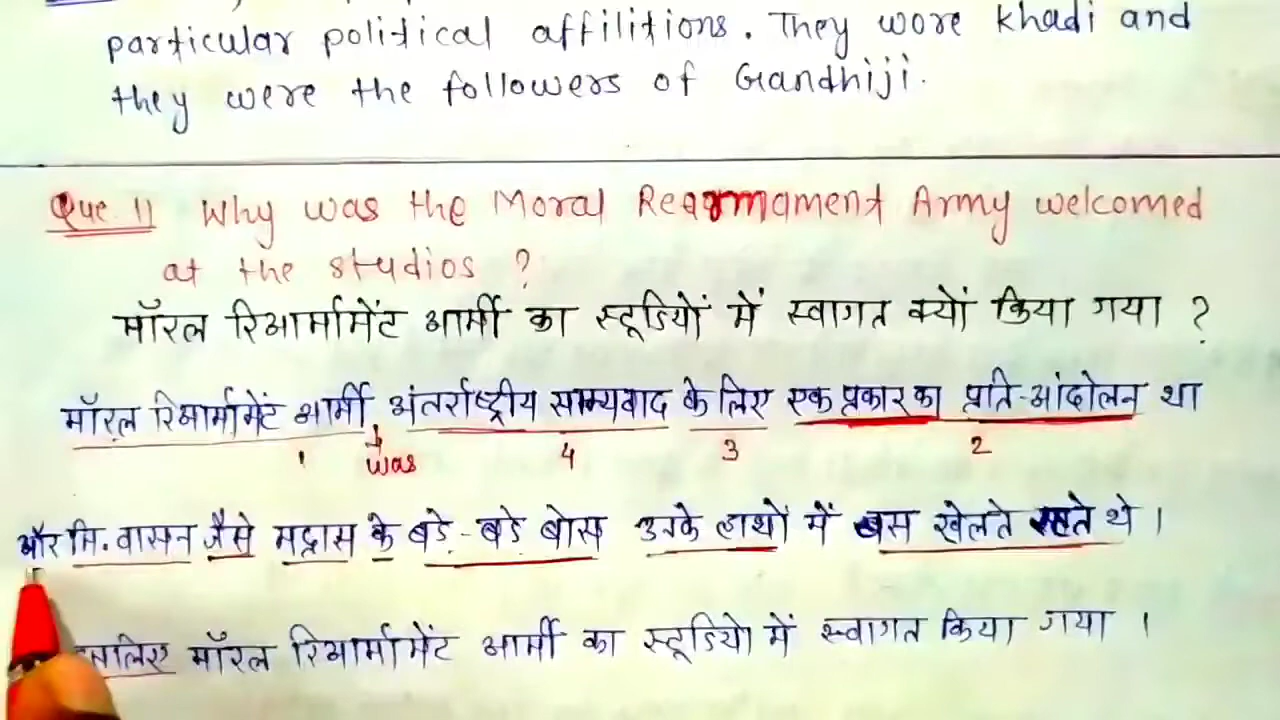 particular political affilitions. They wore khadi and
they were the followers of Gandhiji.
Que. 11 Why was the Moral Rearmament Army welcomed
at the studios ?
मॉरल रिआर्मामेंट आर्मी का स्टूडियों में स्वागत क्यों किया गया ?
मॉरल रिआर्मामेंट आर्मी अंतर्राष्ट्रीय साम्यवाद के लिए एक प्रकार का प्रति-आंदोलन था
1 was 4 3 2
और मि. वासन जैसे मद्रास के बड़े-बड़े बोस उनके हाथों में बस खेलते रहते थे ।
मॉरल रिआर्मामेंट आर्मी का स्टूडियो में स्वागत किया गया ।